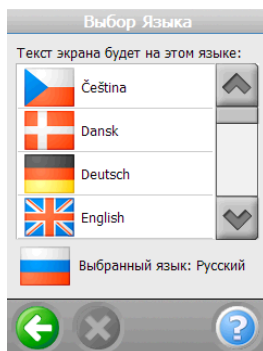 Выбор Языка
Текст экрана будет на этом языке:
Čeština
Dansk
Deutsch
English
Выбранный язык: Русский
?